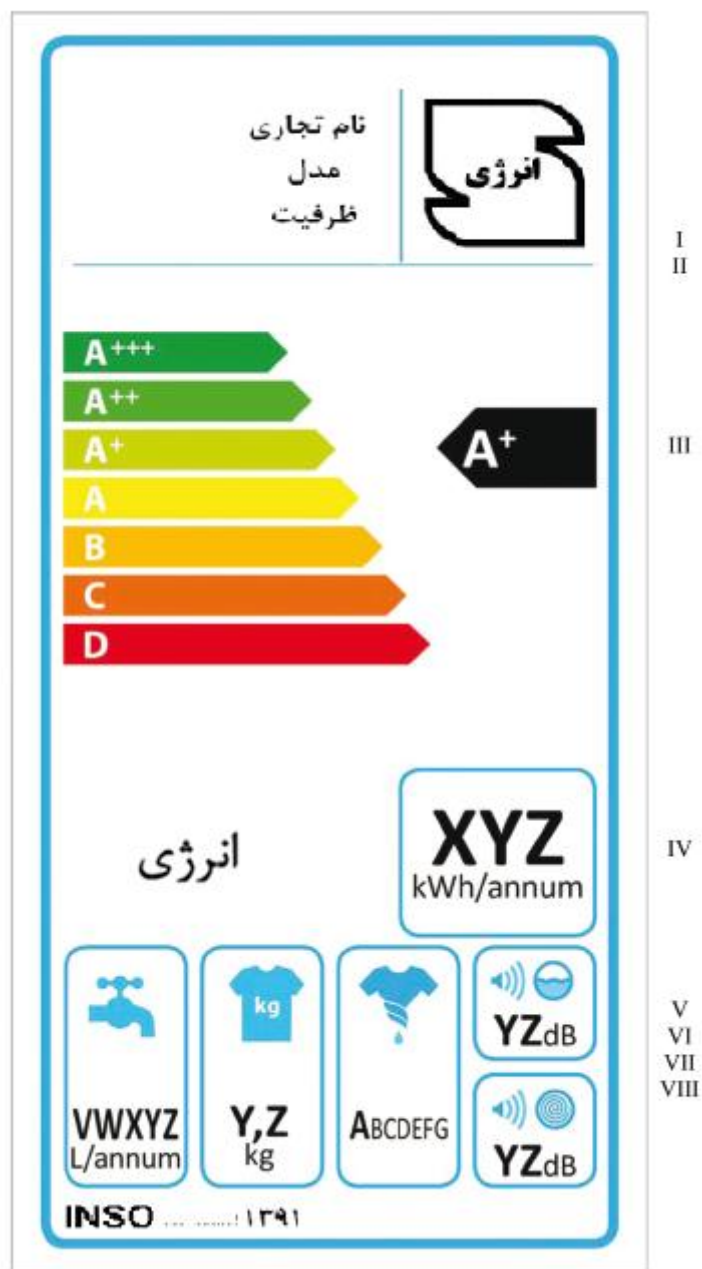 نام تجاری
مدل
ظرفیت
انرژی
I
II
A+++
A++
A+
A
B
C
D
A+
III
انرژی
XYZ
kWh/annum
IV
VWXYZ
L/annum
kg
Y,Z
kg
ABCDEFG
YZdB
YZdB
V
VI
VII
VIII
INSO ... ......: ۱۳۹۱